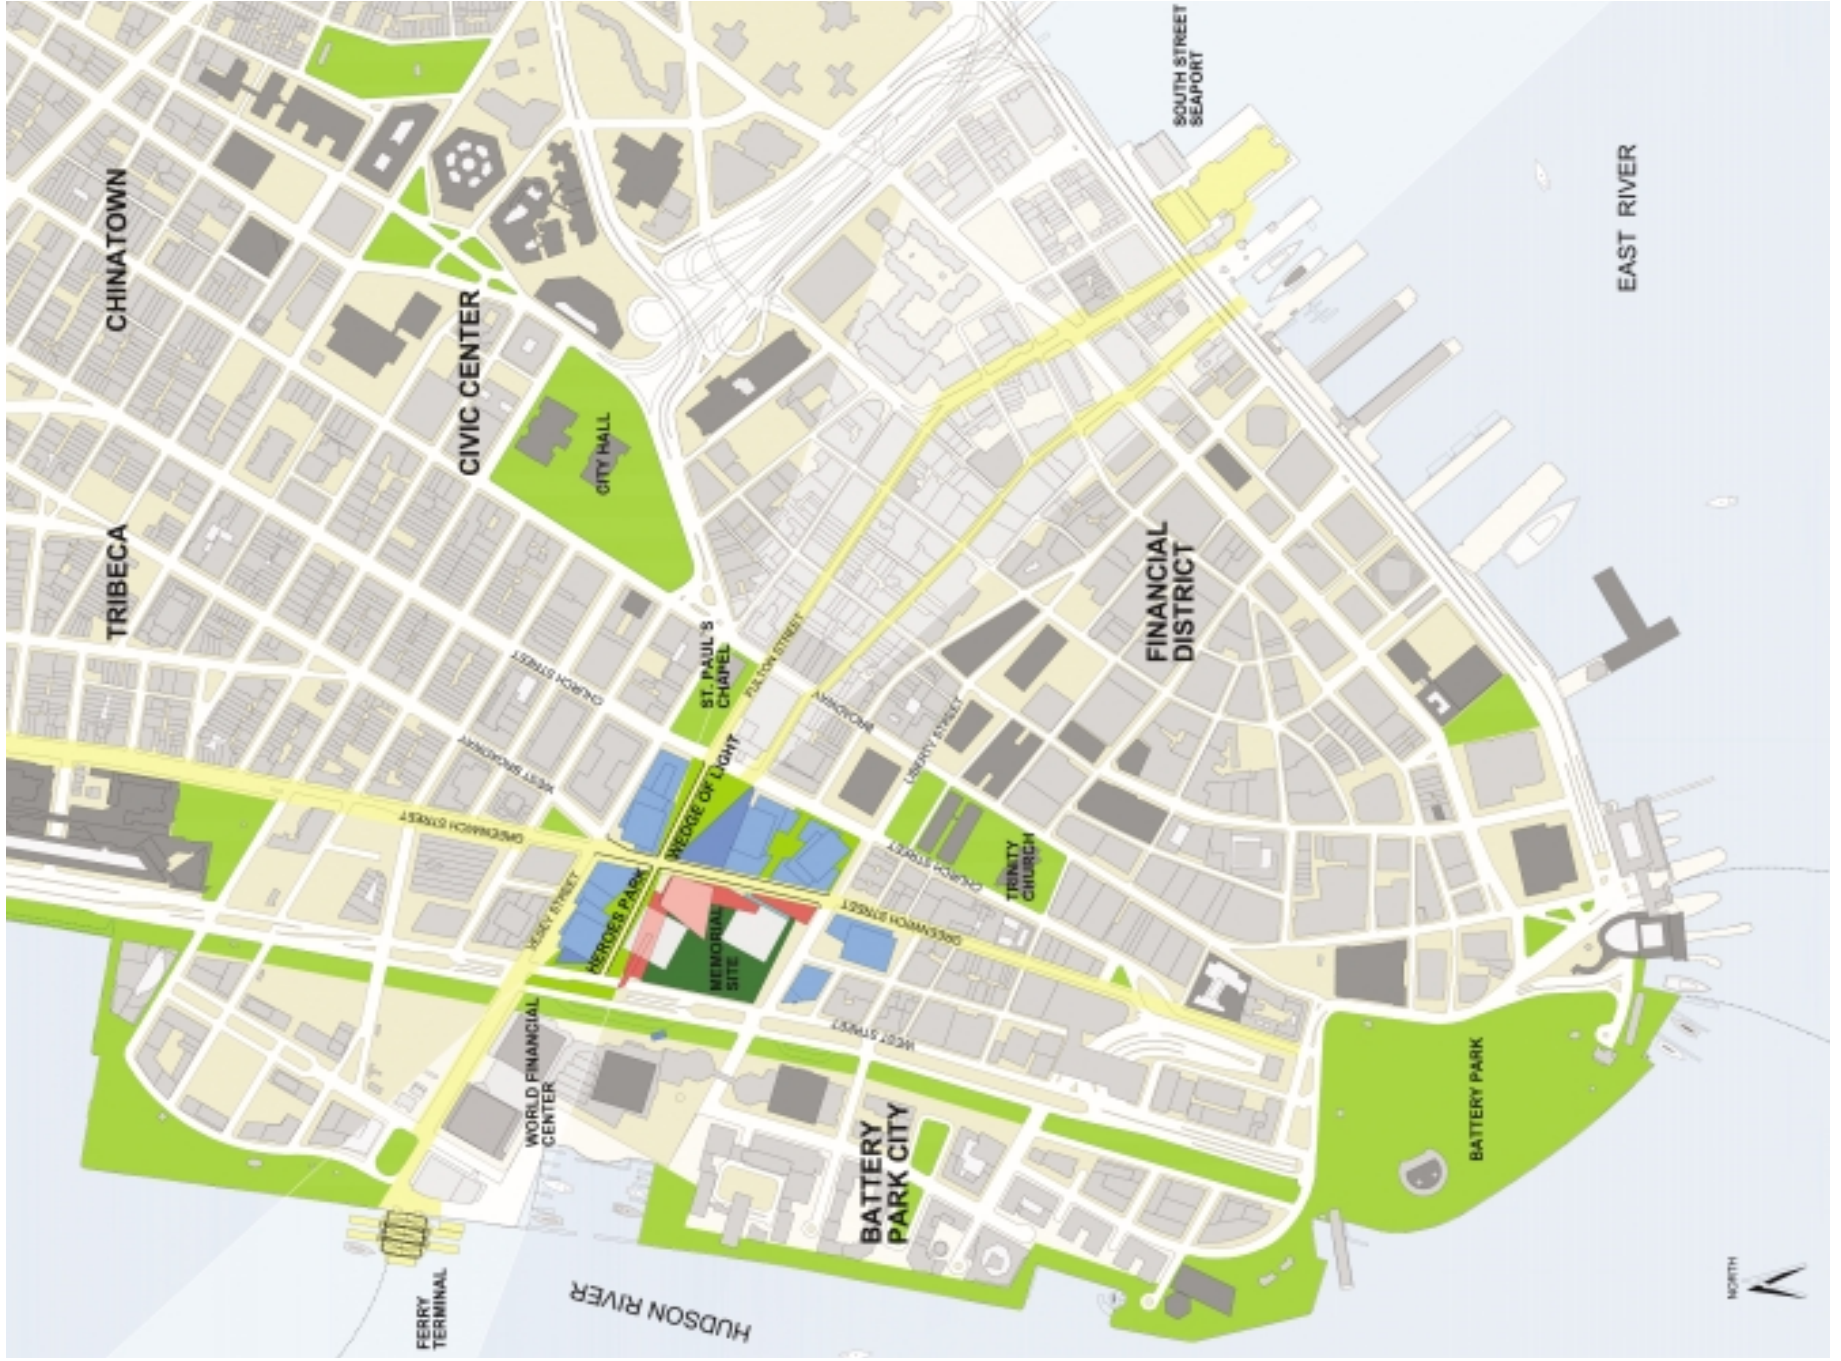 SOUTH STREET
SEAPORT
EAST RIVER
CHINATOWN
CIVIC CENTER
CITY HALL
TRIBECA
FINANCIAL
DISTRICT
ST. PAUL'S
CHAPEL
FULTON STREET
CHURCH STREET
BROADWAY
LIBERTY STREET
WEST BROADWAY
WEDGE OF LIGHT
GREENWICH STREET
VESEY STREET
HEROES PARK
MEMORIAL
SITE
CHURCH STREET
TRINITY
CHURCH
GREENWICH STREET
WEST STREET
WORLD FINANCIAL
CENTER
BATTERY
PARK CITY
BATTERY PARK
FERRY
TERMINAL
HUDSON RIVER
NORTH